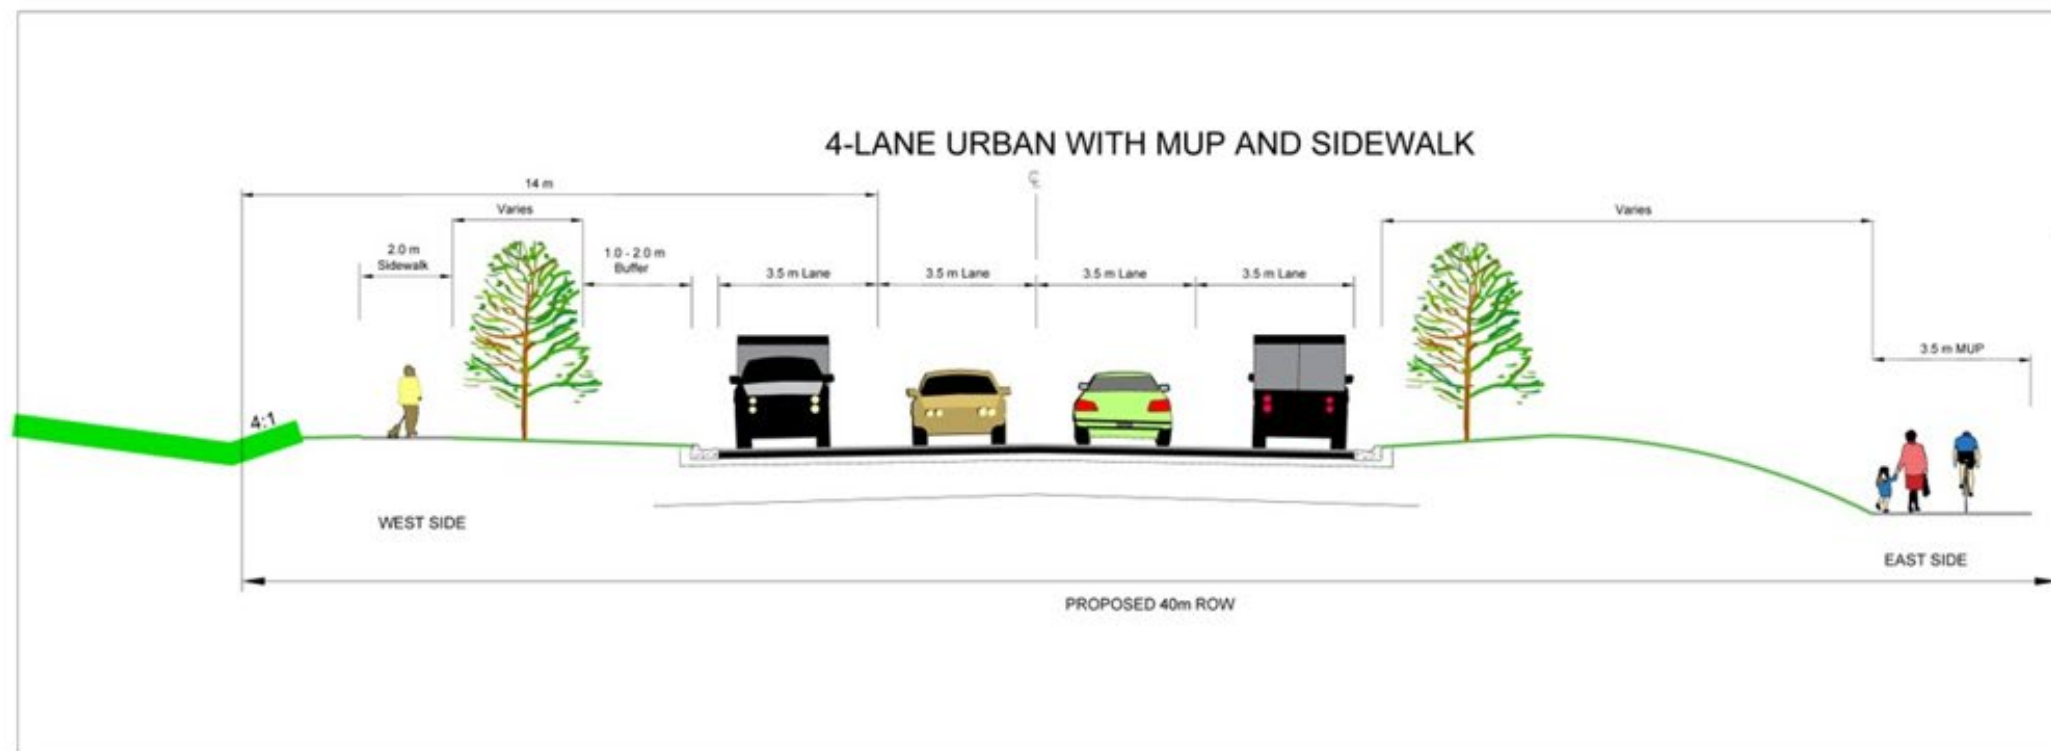 4-LANE URBAN WITH MUP AND SIDEWALK
℄
14 m
Varies
Varies
2.0 m
Sidewalk
1.0 - 2.0 m
Buffer
3.5 m Lane
3.5 m Lane
3.5 m Lane
3.5 m Lane
3.5 m MUP
4:1
WEST SIDE
EAST SIDE
PROPOSED 40m ROW